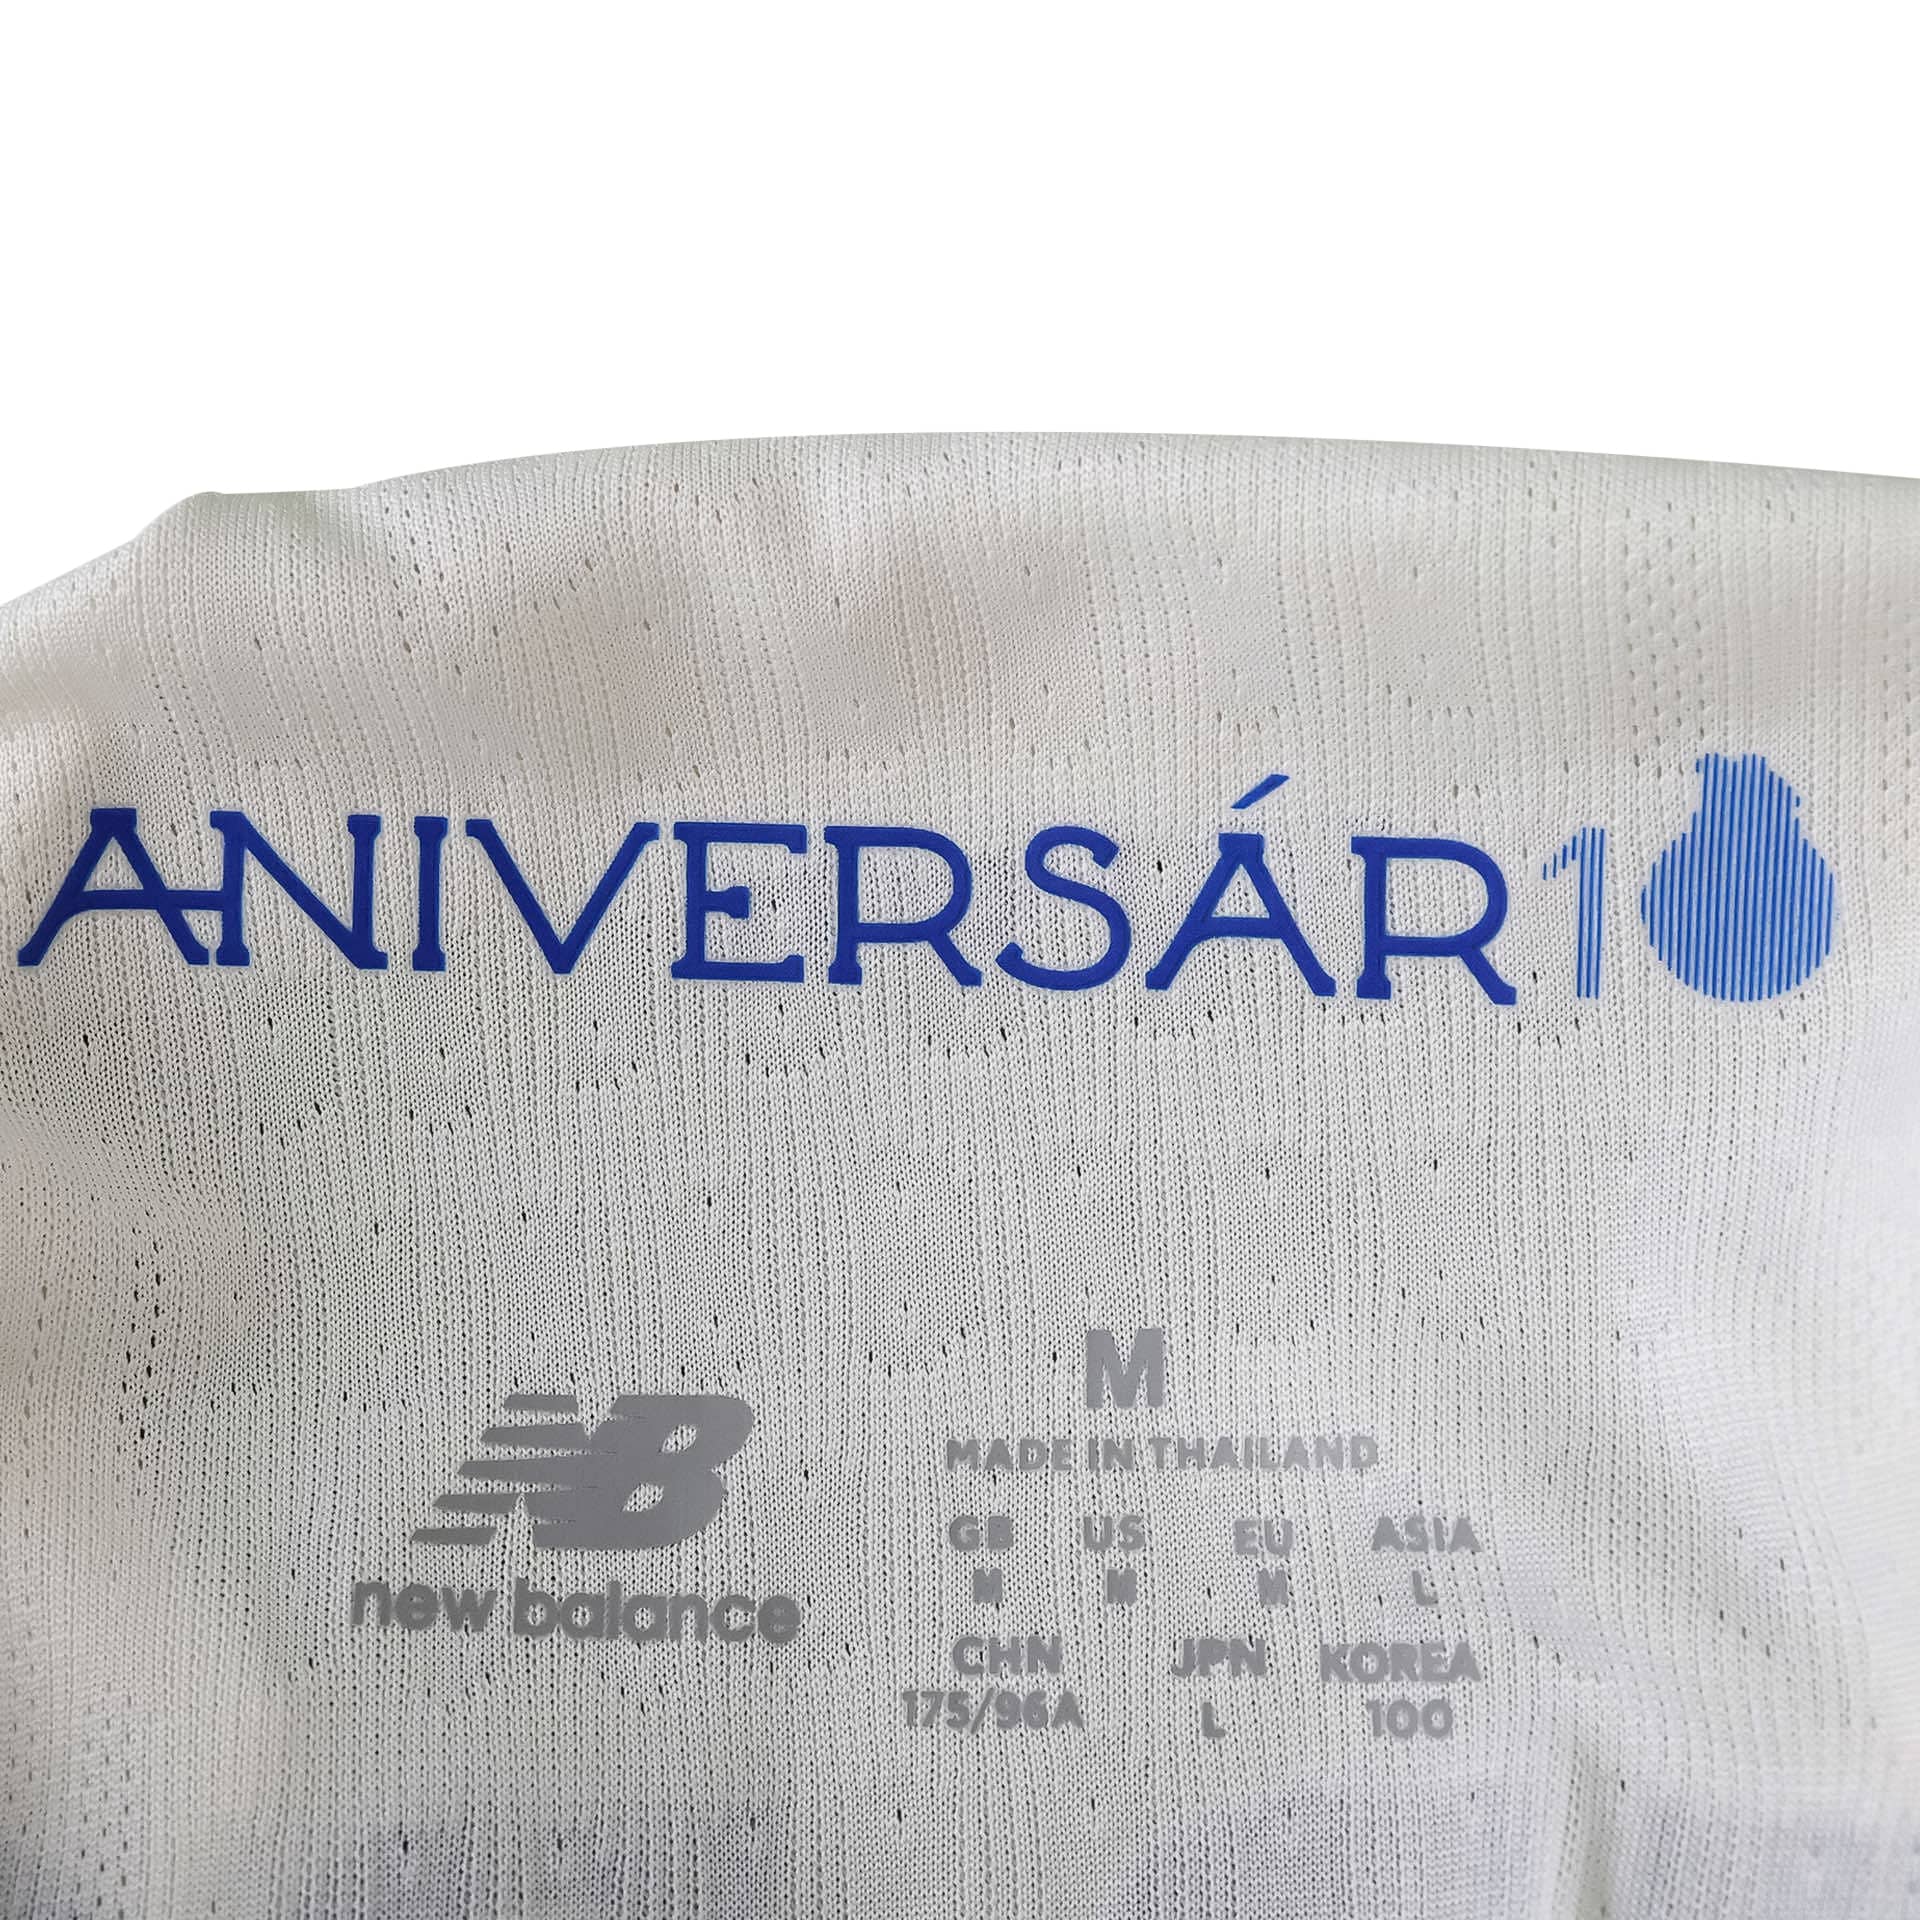 ANIVERSÁR10
M
MADE IN THAILAND
GB US EU ASIA
M M M L
new balance
CHN JPN KOREA
175/96A L 100